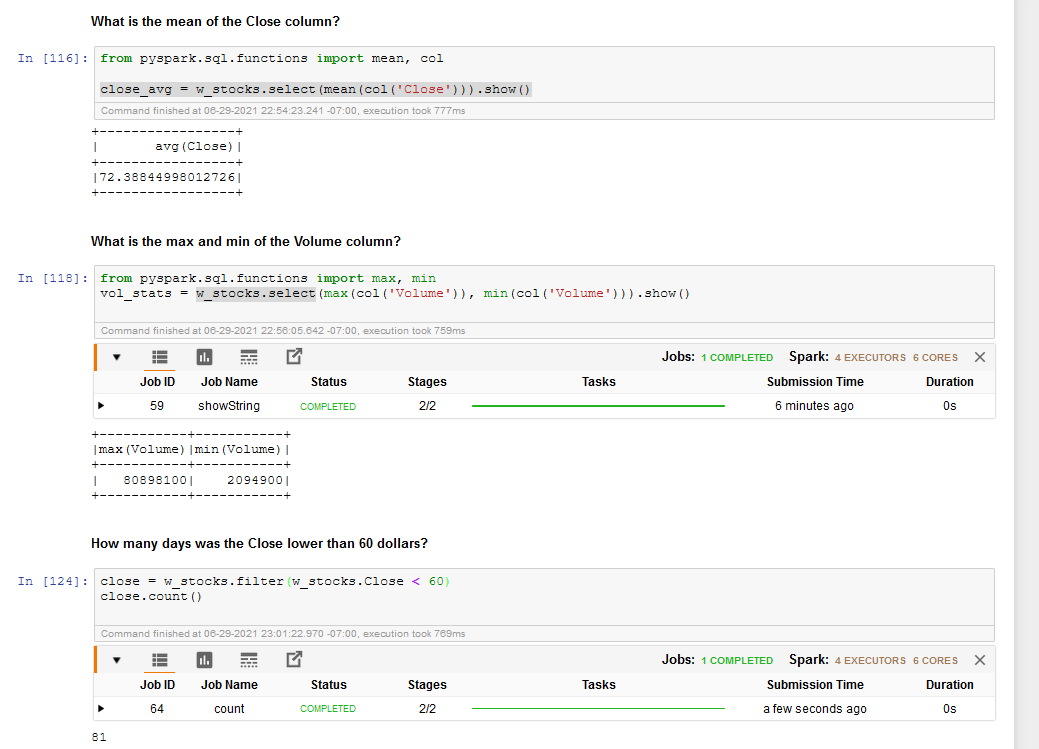 What is the mean of the Close column?
In [116]: from pyspark.sql.functions import mean, col
close_avg = w_stocks.select(mean(col('Close'))).show()
Command finished at 06-29-2021 22:54:23.241 -07:00, execution took 777ms
+-----------------+
|       avg(Close)|
+-----------------+
|72.38844998012726|
+-----------------+
What is the max and min of the Volume column?
In [118]: from pyspark.sql.functions import max, min
vol_stats = w_stocks.select(max(col('Volume')), min(col('Volume'))).show()
Command finished at 06-29-2021 22:56:05.642 -07:00, execution took 759ms
Jobs: 1 COMPLETED Spark: 4 EXECUTORS 6 CORES
Job ID Job Name Status Stages Tasks Submission Time Duration
59 showString COMPLETED 2/2 6 minutes ago 0s
+-----------+-----------+
|max(Volume)|min(Volume)|
+-----------+-----------+
|   80898100|    2094900|
+-----------+-----------+
How many days was the Close lower than 60 dollars?
In [124]: close = w_stocks.filter(w_stocks.Close < 60)
close.count()
Command finished at 06-29-2021 23:01:22.970 -07:00, execution took 769ms
Jobs: 1 COMPLETED Spark: 4 EXECUTORS 6 CORES
Job ID Job Name Status Stages Tasks Submission Time Duration
64 count COMPLETED 2/2 a few seconds ago 0s
81